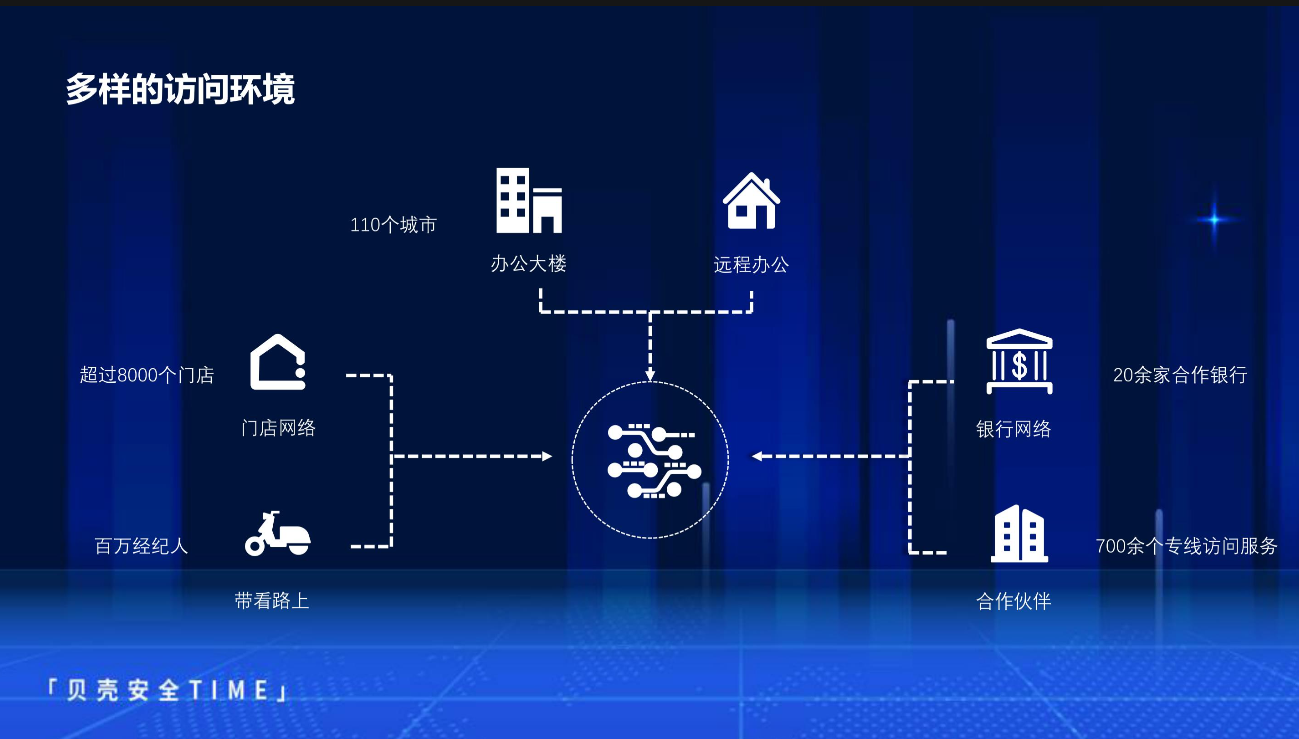 多样的访问环境
110个城市
办公大楼
远程办公
超过8000个门店
门店网络
银行网络
20余家合作银行
百万经纪人
带看路上
合作伙伴
700余个专线访问服务
「贝壳安全TIME」